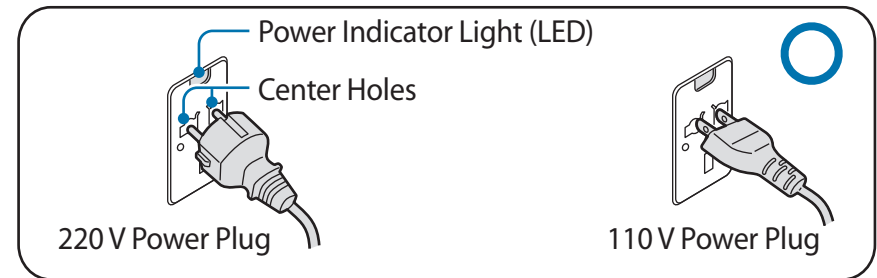 Power Indicator Light (LED)
Center Holes
220 V Power Plug
110 V Power Plug